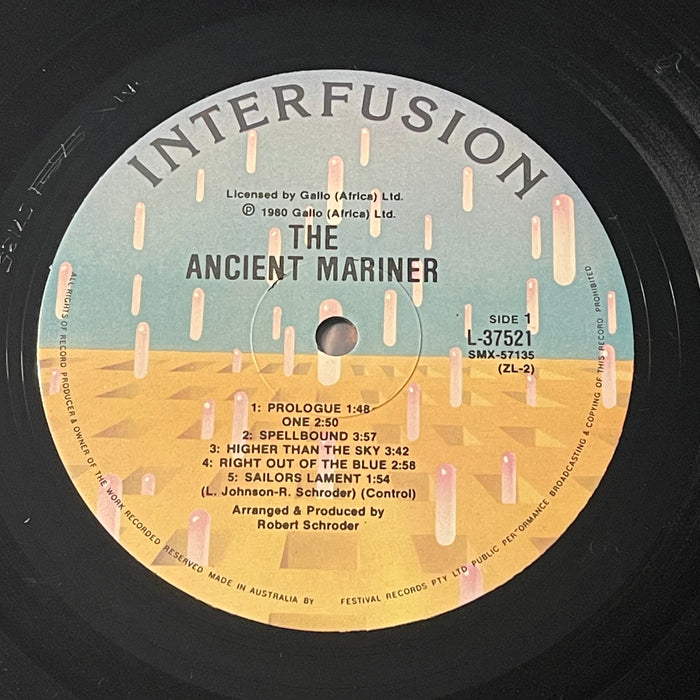 INTERFUSION
Licensed by Gallo (Africa) Ltd.
℗ 1980 Gallo (Africa) Ltd.
THE
ANCIENT MARINER
SIDE 1
L-37521
SMX-57135
(ZL-2)
1: PROLOGUE 1:48
ONE 2:50
2: SPELLBOUND 3:57
3: HIGHER THAN THE SKY 3:42
4: RIGHT OUT OF THE BLUE 2:58
5: SAILORS LAMENT 1:54
(L. Johnson-R. Schroder) (Control)
Arranged & Produced by
Robert Schroder
ALL RIGHTS OF RECORD PRODUCER & OWNER OF THE WORK RECORDED RESERVED MADE IN AUSTRALIA BY FESTIVAL RECORDS PTY LTD PUBLIC PERFORMANCE BROADCASTING & COPYING OF THIS RECORD PROHIBITED